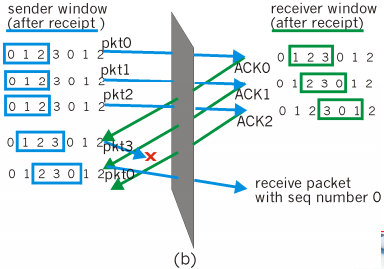 sender window
(after receipt)
receiver window
(after receipt)
0 1 2 3 0 1 2
pkt0
0 1 2 3 0 1 2
pkt1
0 1 2 3 0 1 2
pkt2
0 1 2 3 0 1 2
pkt3
0 1 2 3 0 1 2
pkt0
x
ACK0
0 1 2 3 0 1 2
ACK1
0 1 2 3 0 1 2
ACK2
0 1 2 3 0 1 2
receive packet
with seq number 0
(b)